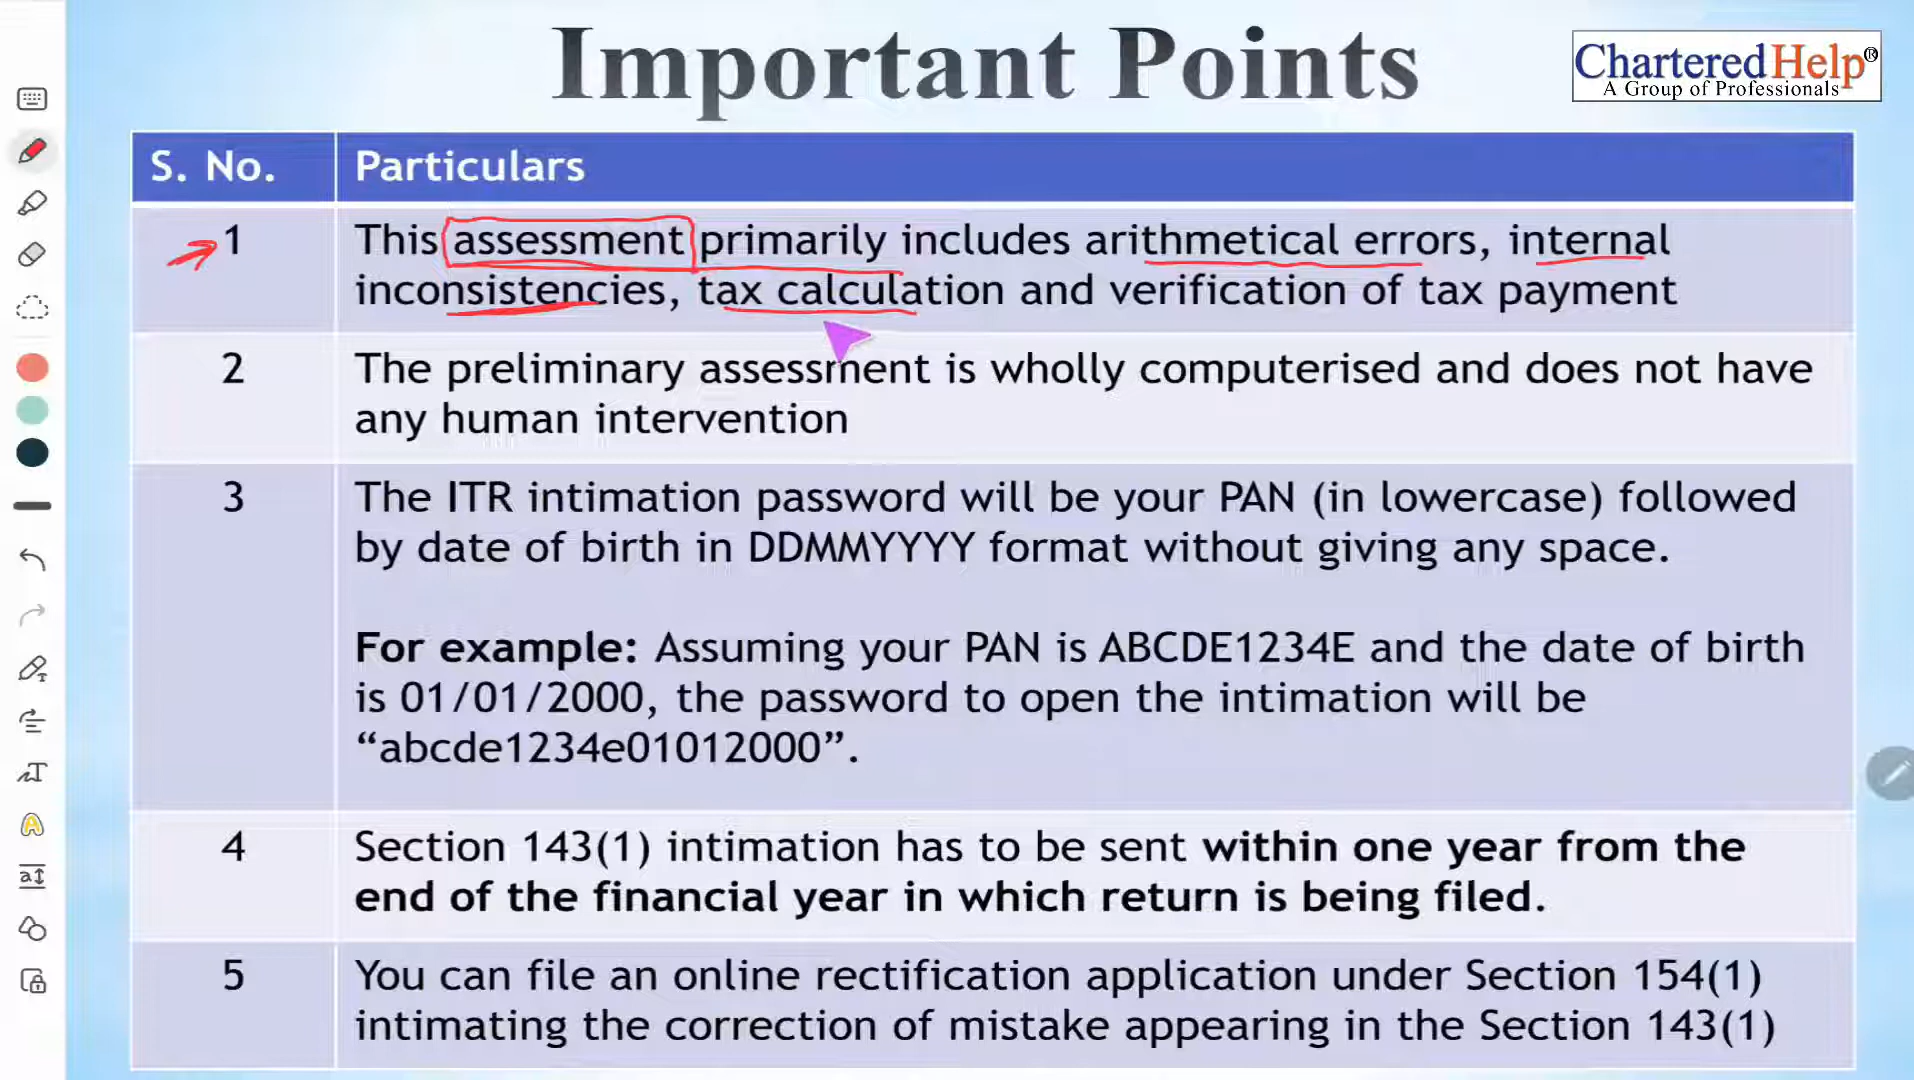 Important Points
CharteredHelp®
A Group of Professionals
S. No. Particulars
1 This assessment primarily includes arithmetical errors, internal
inconsistencies, tax calculation and verification of tax payment
2 The preliminary assessment is wholly computerised and does not have
any human intervention
3 The ITR intimation password will be your PAN (in lowercase) followed
by date of birth in DDMMYYYY format without giving any space.
For example: Assuming your PAN is ABCDE1234E and the date of birth
is 01/01/2000, the password to open the intimation will be
“abcde1234e01012000”.
4 Section 143(1) intimation has to be sent within one year from the
end of the financial year in which return is being filed.
5 You can file an online rectification application under Section 154(1)
intimating the correction of mistake appearing in the Section 143(1)